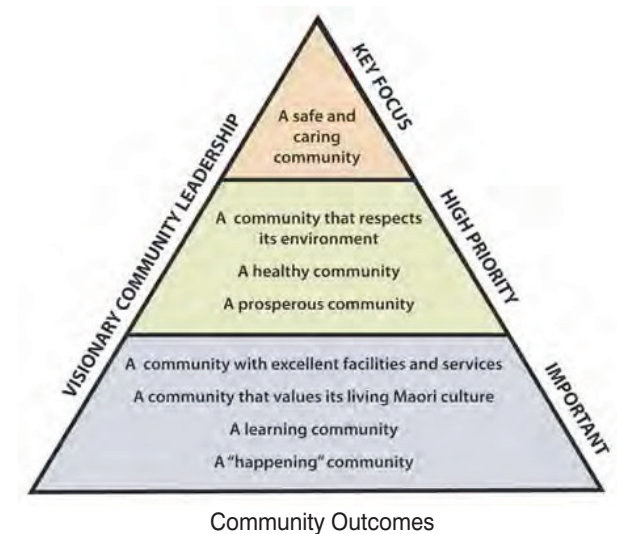 KEY FOCUS
A safe and
caring
community
VISIONARY COMMUNITY LEADERSHIP
HIGH PRIORITY
A community that respects
its environment
A healthy community
A prosperous community
IMPORTANT
A community with excellent facilities and services
A community that values its living Maori culture
A learning community
A "happening" community
Community Outcomes